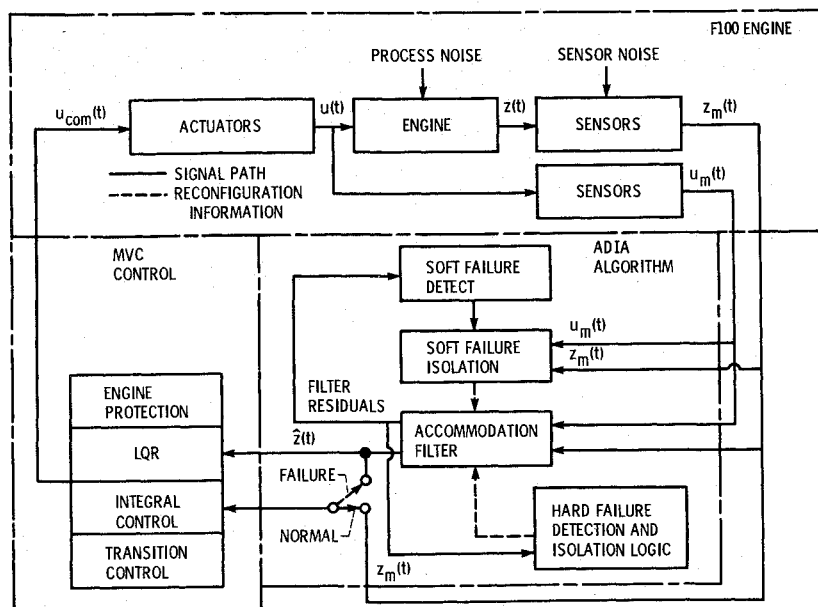 F100 ENGINE
PROCESS NOISE
SENSOR NOISE
u_com(t)
ACTUATORS
u(t)
ENGINE
z(t)
SENSORS
z_m(t)
SIGNAL PATH
RECONFIGURATION
INFORMATION
SENSORS
u_m(t)
MVC
CONTROL
ADIA
ALGORITHM
SOFT FAILURE
DETECT
SOFT FAILURE
ISOLATION
u_m(t)
z_m(t)
FILTER
RESIDUALS
ACCOMMODATION
FILTER
ENGINE
PROTECTION
LQR
INTEGRAL
CONTROL
TRANSITION
CONTROL
ẑ(t)
FAILURE
NORMAL
HARD FAILURE
DETECTION AND
ISOLATION LOGIC
z_m(t)